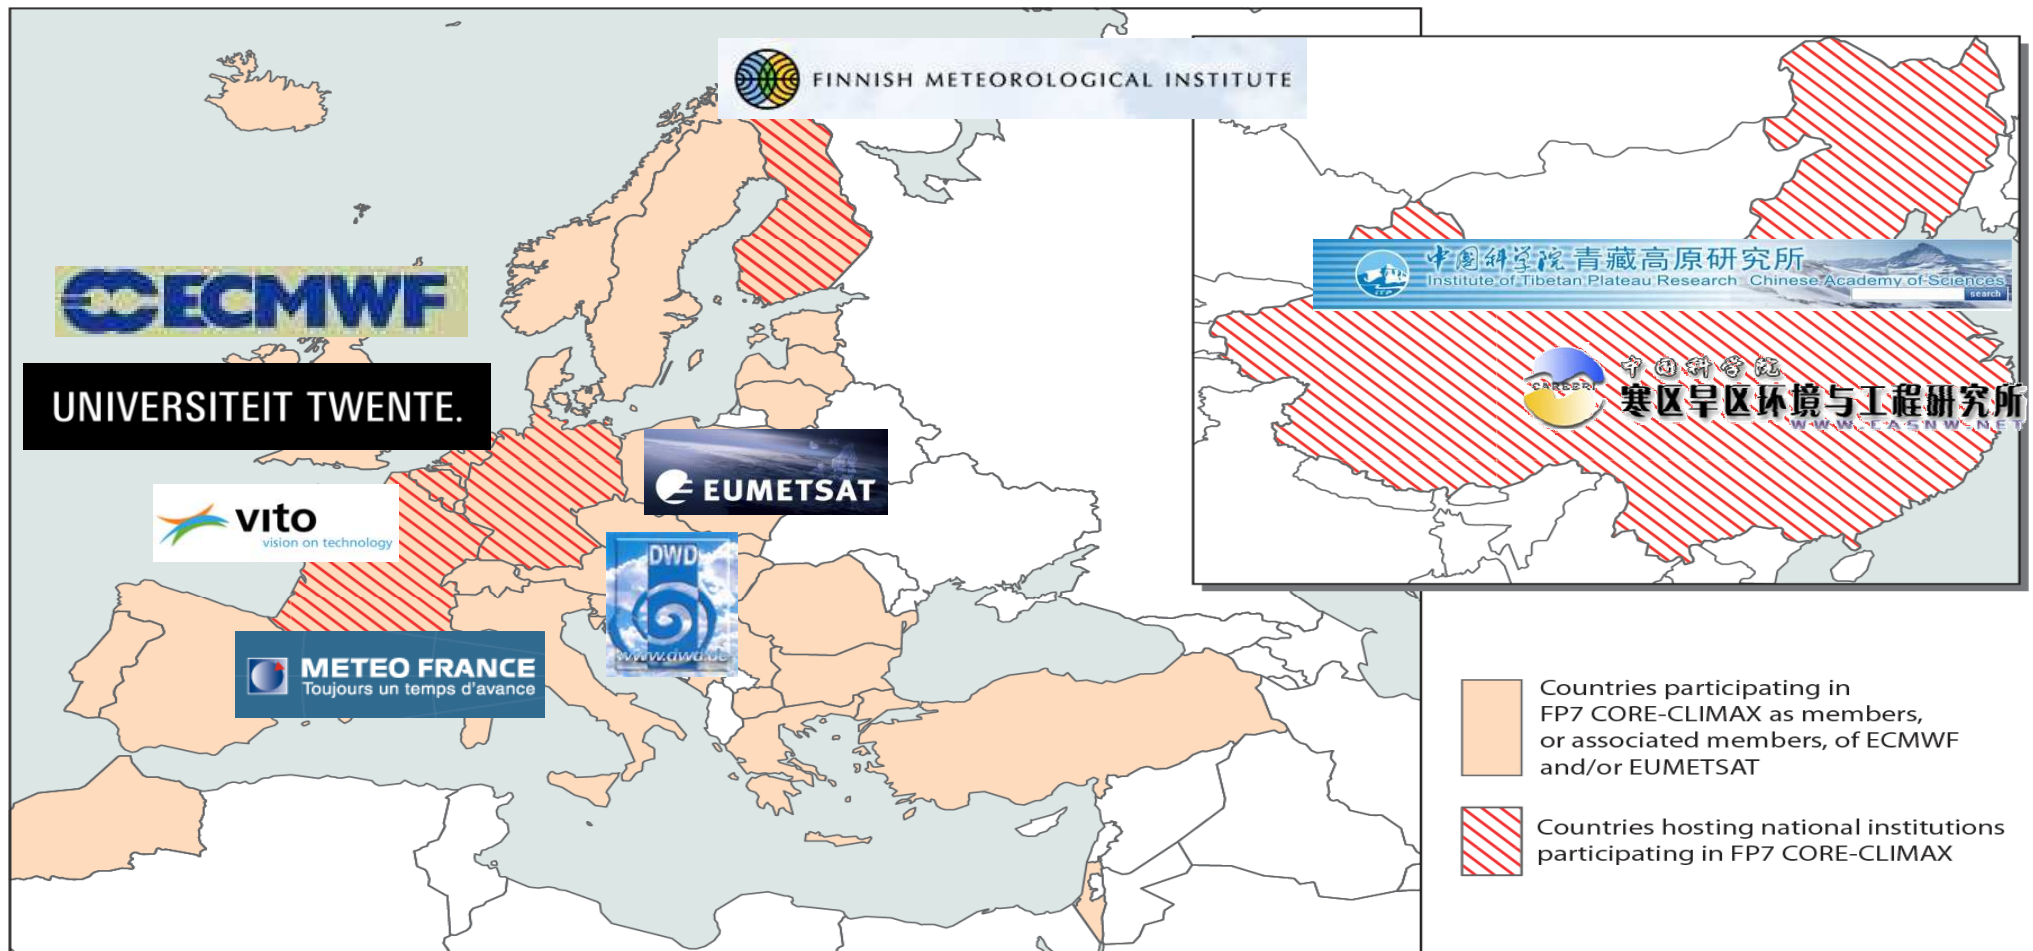 FINNISH METEOROLOGICAL INSTITUTE
中国科学院青藏高原研究所
Institute of Tibetan Plateau Research Chinese Academy of Sciences
search
ECMWF
UNIVERSITEIT TWENTE.
CAREERI
中国科学院
寒区旱区环境与工程研究所
WWW.CASNW.NET
EUMETSAT
vito
vision on technology
DWD
www.dwd.de
METEO FRANCE
Toujours un temps d'avance
Countries participating in
FP7 CORE-CLIMAX as members,
or associated members, of ECMWF
and/or EUMETSAT
Countries hosting national institutions
participating in FP7 CORE-CLIMAX